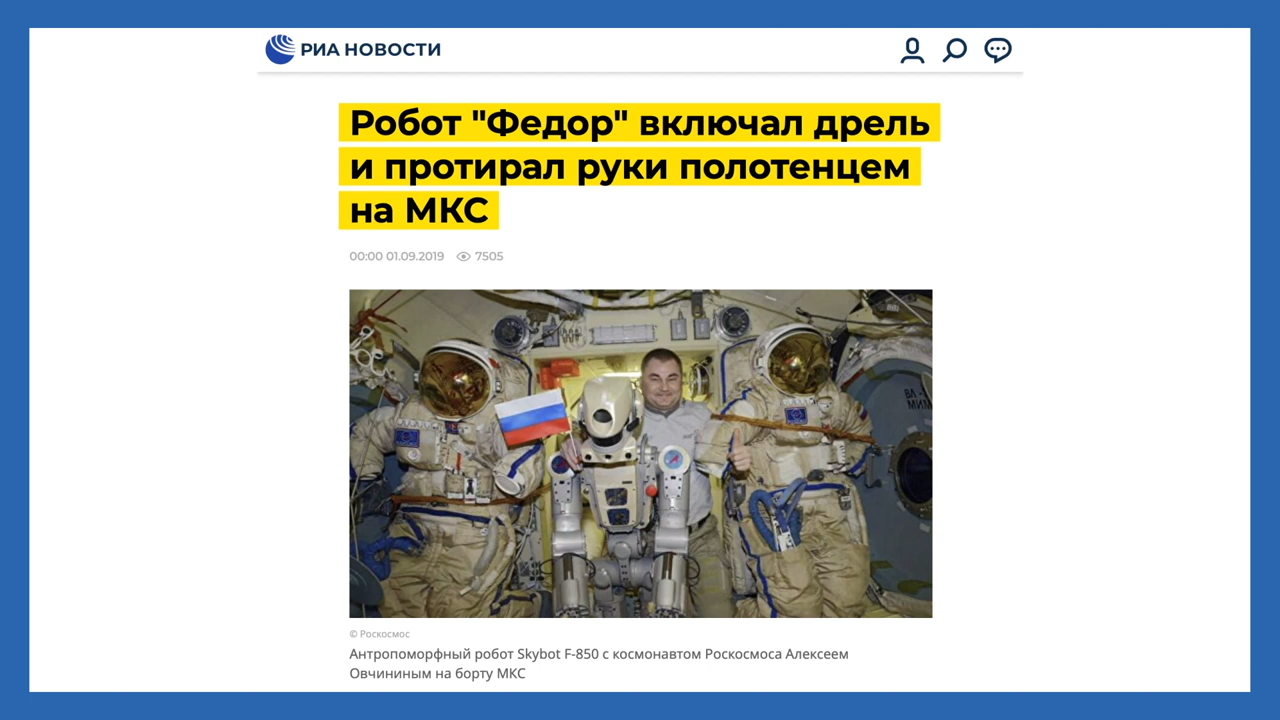 РИА НОВОСТИ
Робот "Федор" включал дрель
и протирал руки полотенцем
на МКС
00:00 01.09.2019 7505
© Роскосмос
Антропоморфный робот Skybot F-850 с космонавтом Роскосмоса Алексеем
Овчининым на борту МКС